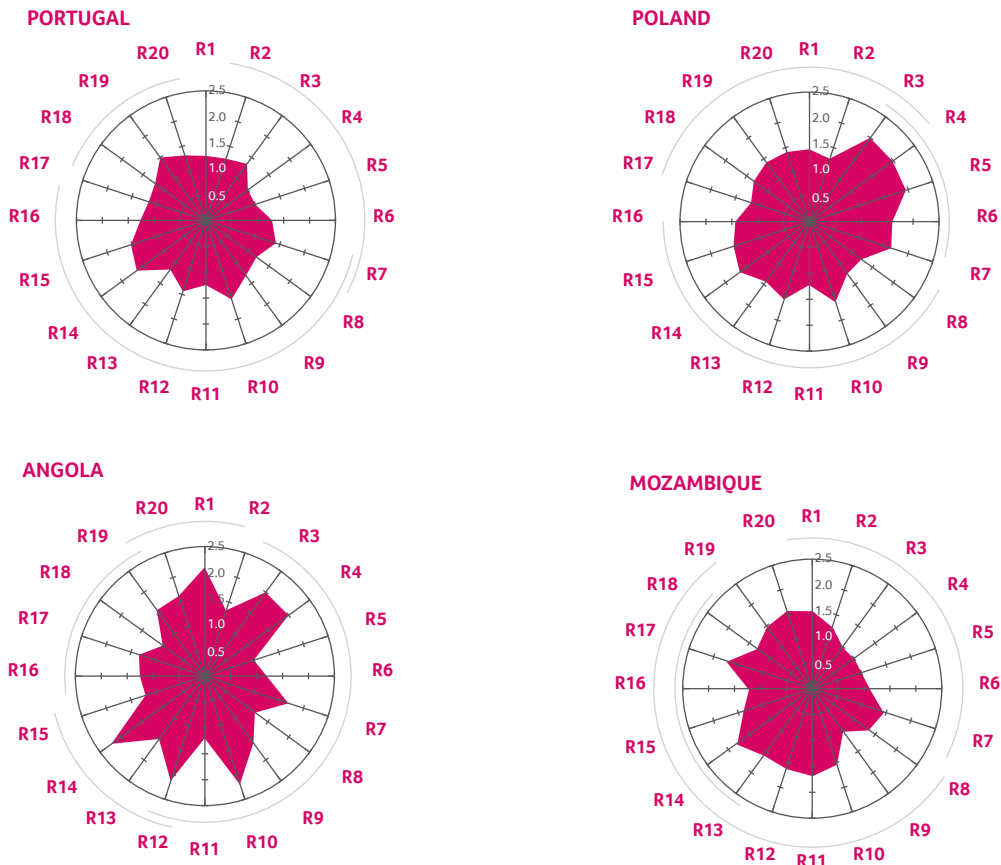 PORTUGAL
R1
R2
R3
R4
R5
R6
R7
R8
R9
R10
R11
R12
R13
R14
R15
R16
R17
R18
R19
R20
2.5
2.0
1.5
1.0
0.5
POLAND
R1
R2
R3
R4
R5
R6
R7
R8
R9
R10
R11
R12
R13
R14
R15
R16
R17
R18
R19
R20
2.5
2.0
1.5
1.0
0.5
ANGOLA
R1
R2
R3
R4
R5
R6
R7
R8
R9
R10
R11
R12
R13
R14
R15
R16
R17
R18
R19
R20
2.5
2.0
1.5
1.0
0.5
MOZAMBIQUE
R1
R2
R3
R4
R5
R6
R7
R8
R9
R10
R11
R12
R13
R14
R15
R16
R17
R18
R19
R20
2.5
2.0
1.5
1.0
0.5